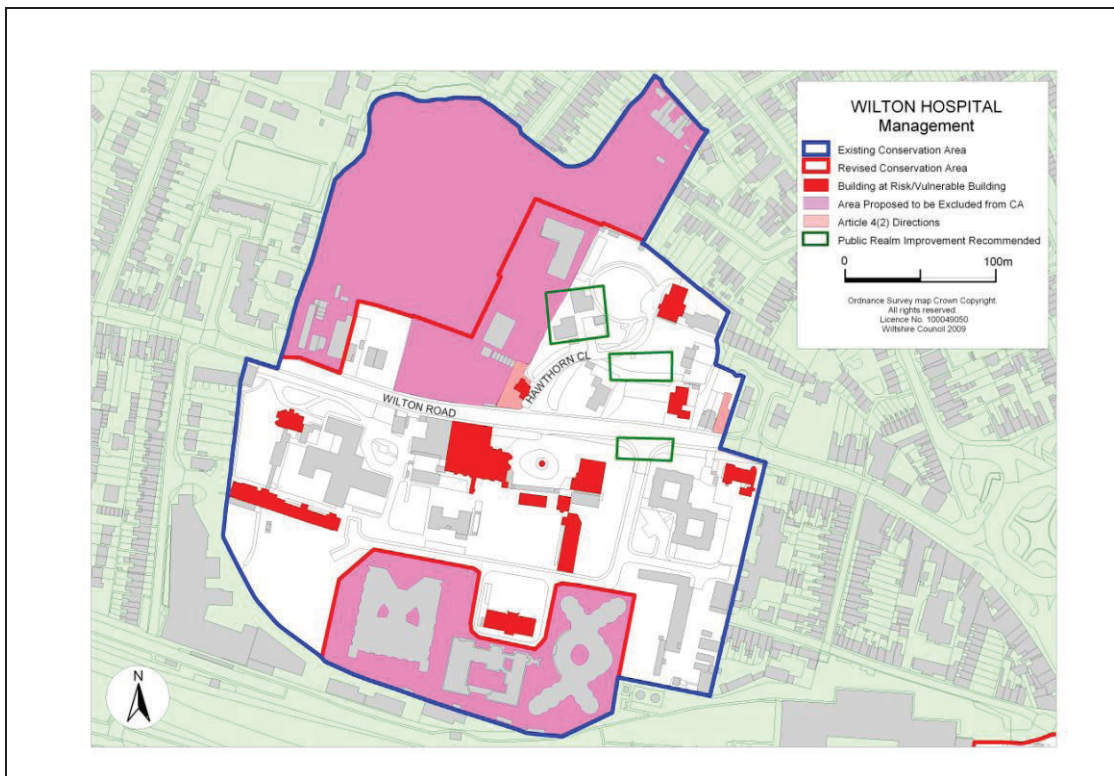 WILTON HOSPITAL
Management
Existing Conservation Area
Revised Conservation Area
Building at Risk/Vulnerable Building
Area Proposed to be Excluded from CA
Article 4(2) Directions
Public Realm Improvement Recommended
0 100m
Ordnance Survey map Crown Copyright
All rights reserved.
Licence No. 100049050
Wiltshire Council 2009
HAWTHORN CL
WILTON ROAD
N